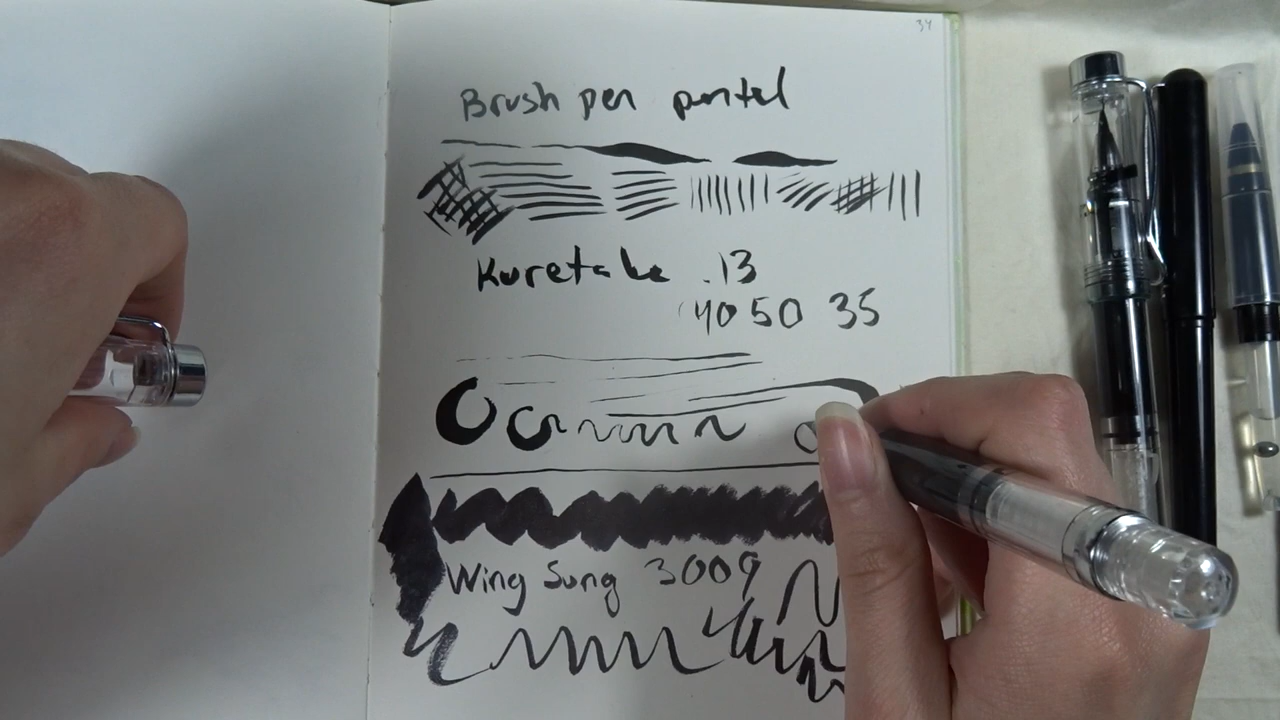 34
Brush pen pentel
Kuretake .13
40 50 35
Wing Sung 3009